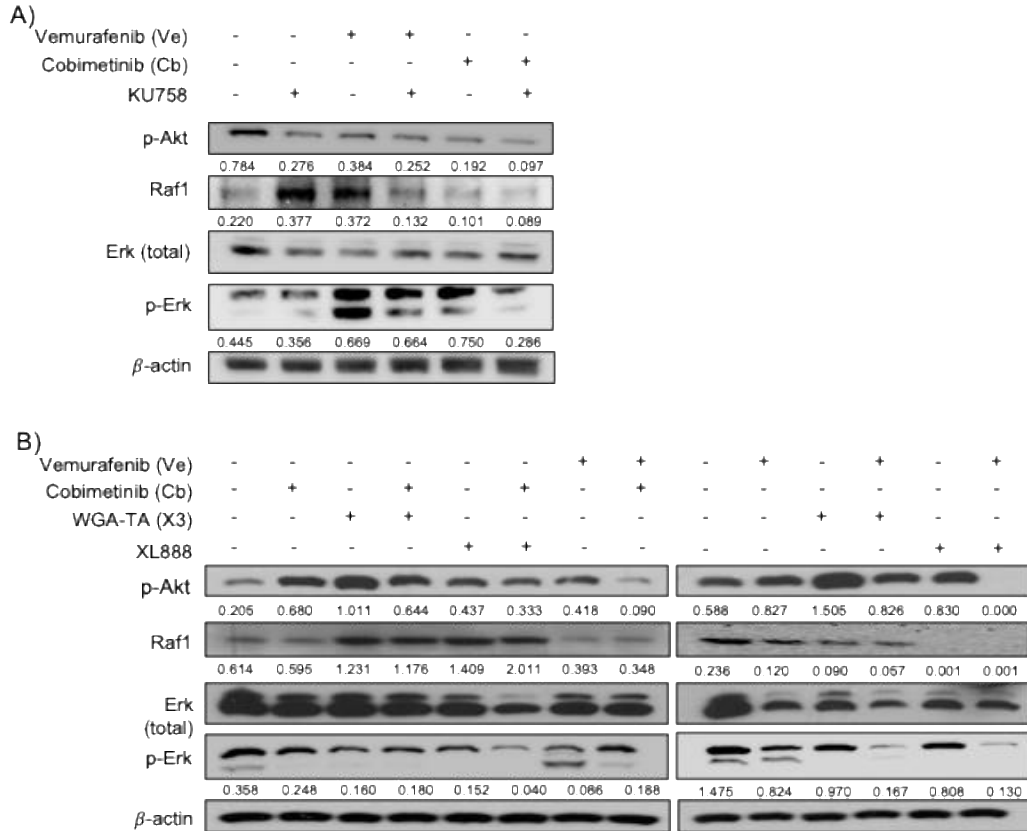 A)
Vemurafenib (Ve) - - + + - -
Cobimetinib (Cb) - - - - + +
KU758 - + - + - +
p-Akt
0.784 0.276 0.384 0.252 0.192 0.097
Raf1
0.220 0.377 0.372 0.132 0.101 0.089
Erk (total)
p-Erk
0.445 0.356 0.669 0.664 0.750 0.286
β-actin
B)
Vemurafenib (Ve) - - - - - - + + - + - + - +
Cobimetinib (Cb) - + - + - + - + - - - - - -
WGA-TA (X3) - - + + - - - - - - + + - -
XL888 - - - - + + - - - - - - + +
p-Akt
0.205 0.680 1.011 0.644 0.437 0.333 0.418 0.090 0.588 0.827 1.505 0.826 0.830 0.000
Raf1
0.614 0.595 1.231 1.176 1.409 2.011 0.393 0.348 0.236 0.120 0.090 0.057 0.001 0.001
Erk
(total)
p-Erk
0.358 0.248 0.160 0.180 0.152 0.040 0.066 0.188 1.475 0.824 0.970 0.167 0.808 0.130
β-actin